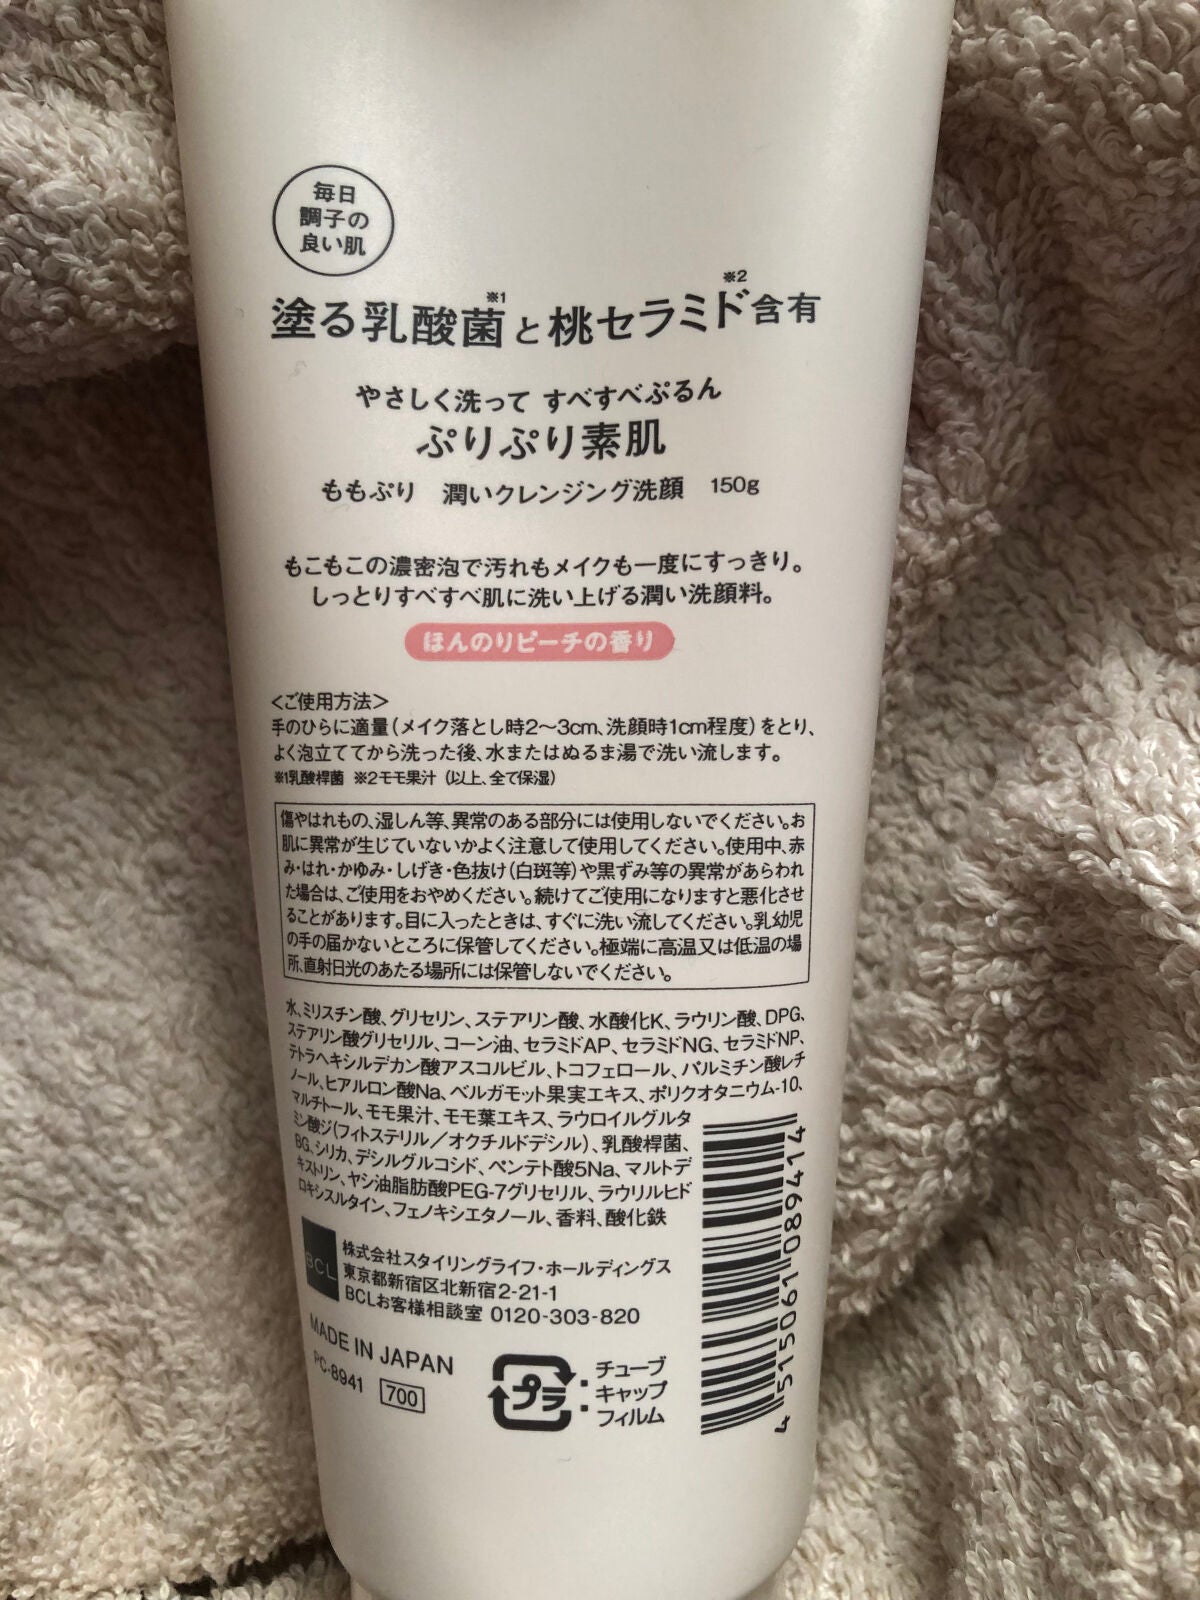 毎日
調子の
良い肌
塗る乳酸菌※1と桃セラミド※2含有
やさしく洗って すべすべぷるん
ぷりぷり素肌
ももぷり 潤いクレンジング洗顔 150g
もこもこの濃密泡で汚れもメイクも一度にすっきり。
しっとりすべすべ肌に洗い上げる潤い洗顔料。
ほんのりピーチの香り
<ご使用方法>
手のひらに適量(メイク落とし時2〜3cm、洗顔時1cm程度)をとり、
よく泡立ててから洗った後、水またはぬるま湯で洗い流します。
※1乳酸桿菌 ※2モモ果汁 (以上、全て保湿)
傷やはれもの、湿しん等、異常のある部分には使用しないでください。お
肌に異常が生じていないかよく注意して使用してください。使用中、赤
み・はれ・かゆみ・しげき・色抜け(白斑等)や黒ずみ等の異常があらわれ
た場合は、ご使用をおやめください。続けてご使用になりますと悪化させ
ることがあります。目に入ったときは、すぐに洗い流してください。乳幼児
の手の届かないところに保管してください。極端に高温又は低温の場
所、直射日光のあたる場所には保管しないでください。
水、ミリスチン酸、グリセリン、ステアリン酸、水酸化K、ラウリン酸、DPG、
ステアリン酸グリセリル、コーン油、セラミドAP、セラミドNG、セラミドNP、
テトラヘキシルデカン酸アスコルビル、トコフェロール、パルミチン酸レチ
ノール、ヒアルロン酸Na、ベルガモット果実エキス、ポリクオタニウム-10、
マルチトール、モモ果汁、モモ葉エキス、ラウロイルグルタ
ミン酸ジ(フィトステリル/オクチルドデシル)、乳酸桿菌、
BG、シリカ、デシルグルコシド、ペンテト酸5Na、マルトデ
キストリン、ヤシ油脂肪酸PEG-7グリセリル、ラウリルヒド
ロキシスルタイン、フェノキシエタノール、香料、酸化鉄
BCL
株式会社スタイリングライフ・ホールディングス
東京都新宿区北新宿2-21-1
BCLお客様相談室 0120-303-820
MADE IN JAPAN
PC-8941 700
プラ
チューブ
キャップ
フィルム
4 515061 089414